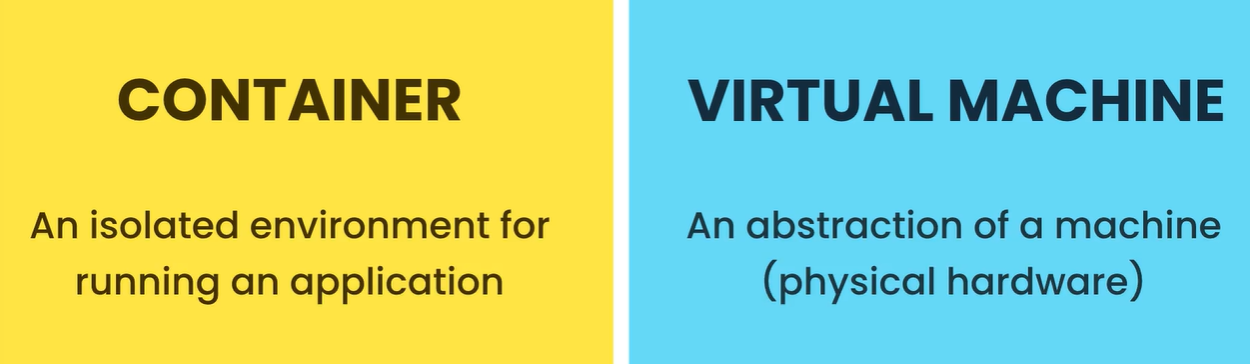 CONTAINER
An isolated environment for
running an application
VIRTUAL MACHINE
An abstraction of a machine
(physical hardware)